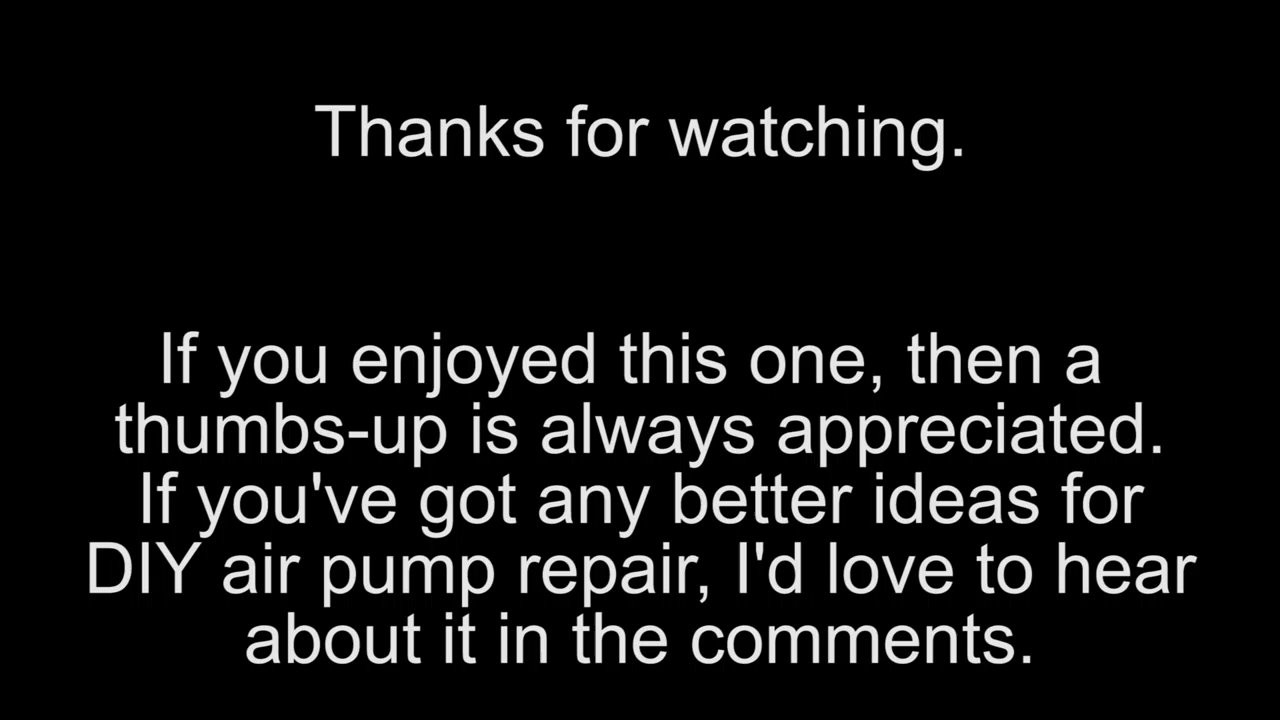 Thanks for watching.
If you enjoyed this one, then a
thumbs-up is always appreciated.
If you've got any better ideas for
DIY air pump repair, I'd love to hear
about it in the comments.